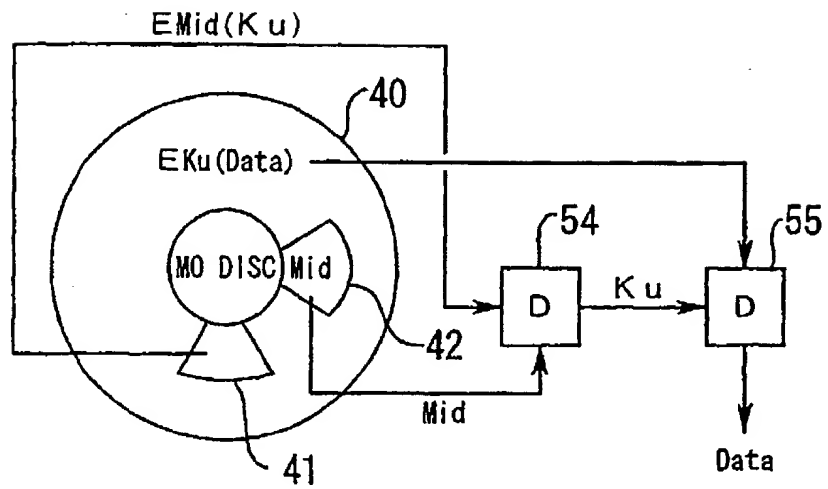 EMid(Ku)
40
EKu(Data)
54
55
MO DISC
Mid
D
Ku
D
42
Mid
41
Data